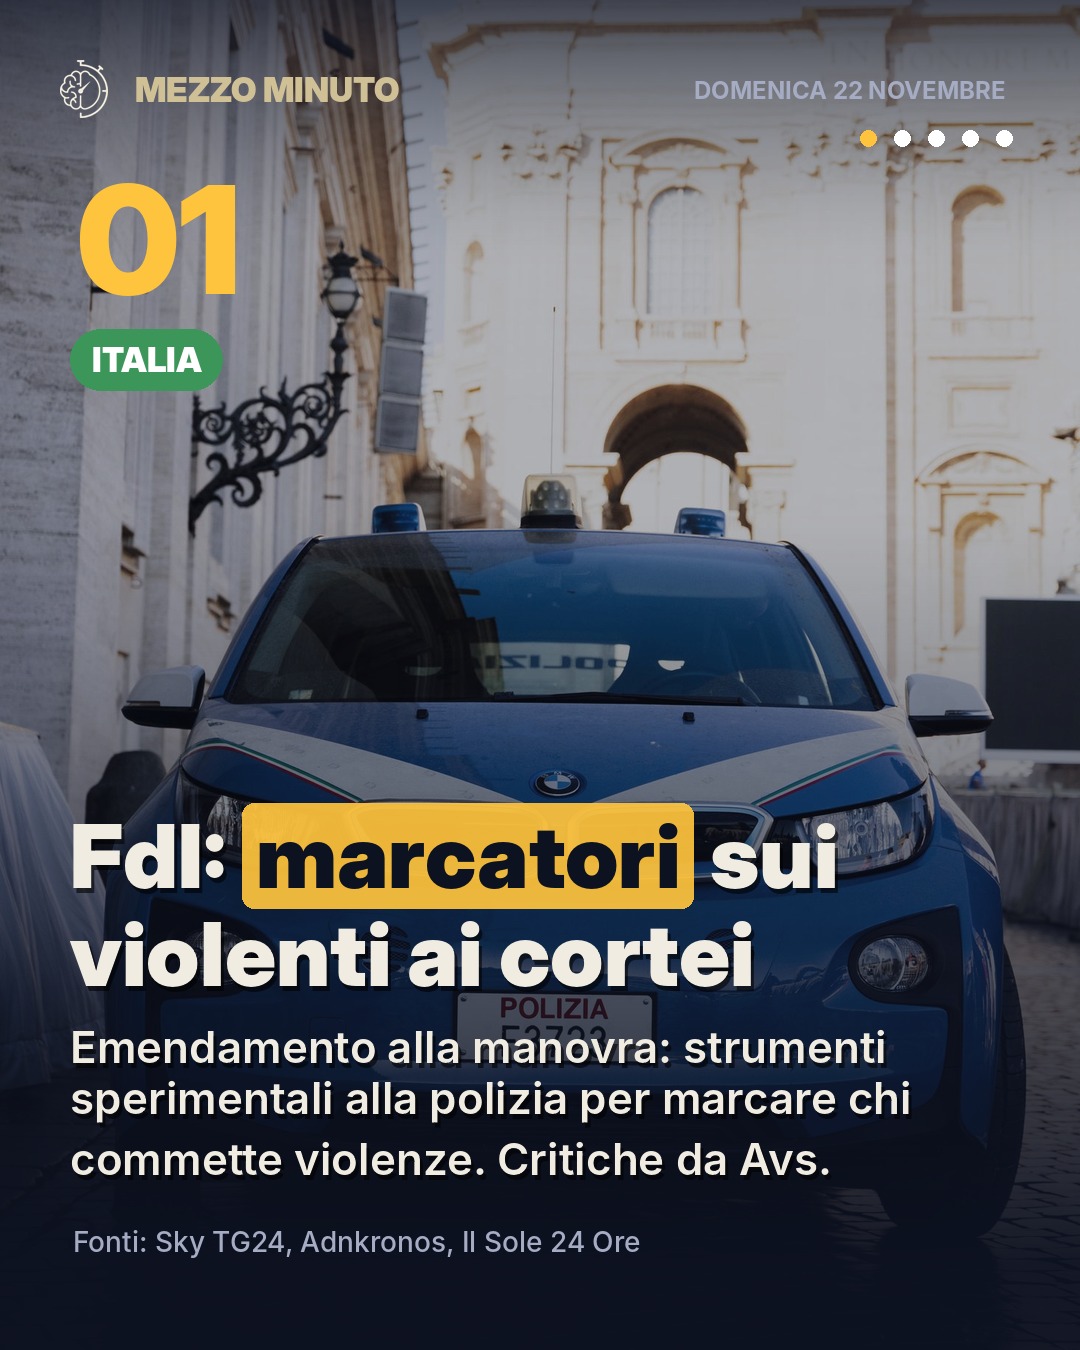 MEZZO MINUTO
DOMENICA 22 NOVEMBRE
01
ITALIA
POLIZIA
FdI: marcatori sui
violenti ai cortei
POLIZIA
Emendamento alla manovra: strumenti
sperimentali alla polizia per marcare chi
commette violenze. Critiche da Avs.
Fonti: Sky TG24, Adnkronos, Il Sole 24 Ore